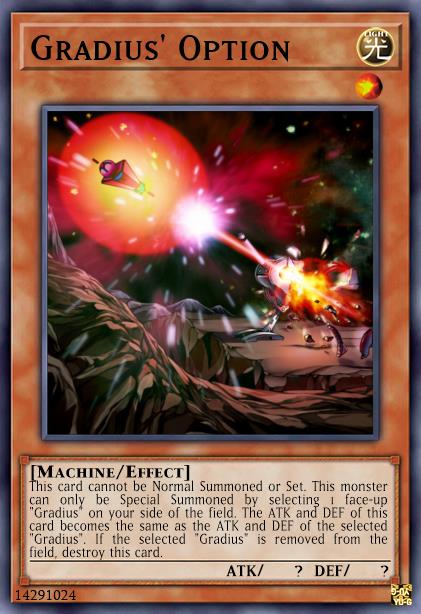 Gradius' Option
LIGHT
光
[Machine/Effect]
This card cannot be Normal Summoned or Set. This monster
can only be Special Summoned by selecting 1 face-up
"Gradius" on your side of the field. The ATK and DEF of this
card becomes the same as the ATK and DEF of the selected
"Gradius". If the selected "Gradius" is removed from the
field, destroy this card.
ATK/ ? DEF/ ?
14291024